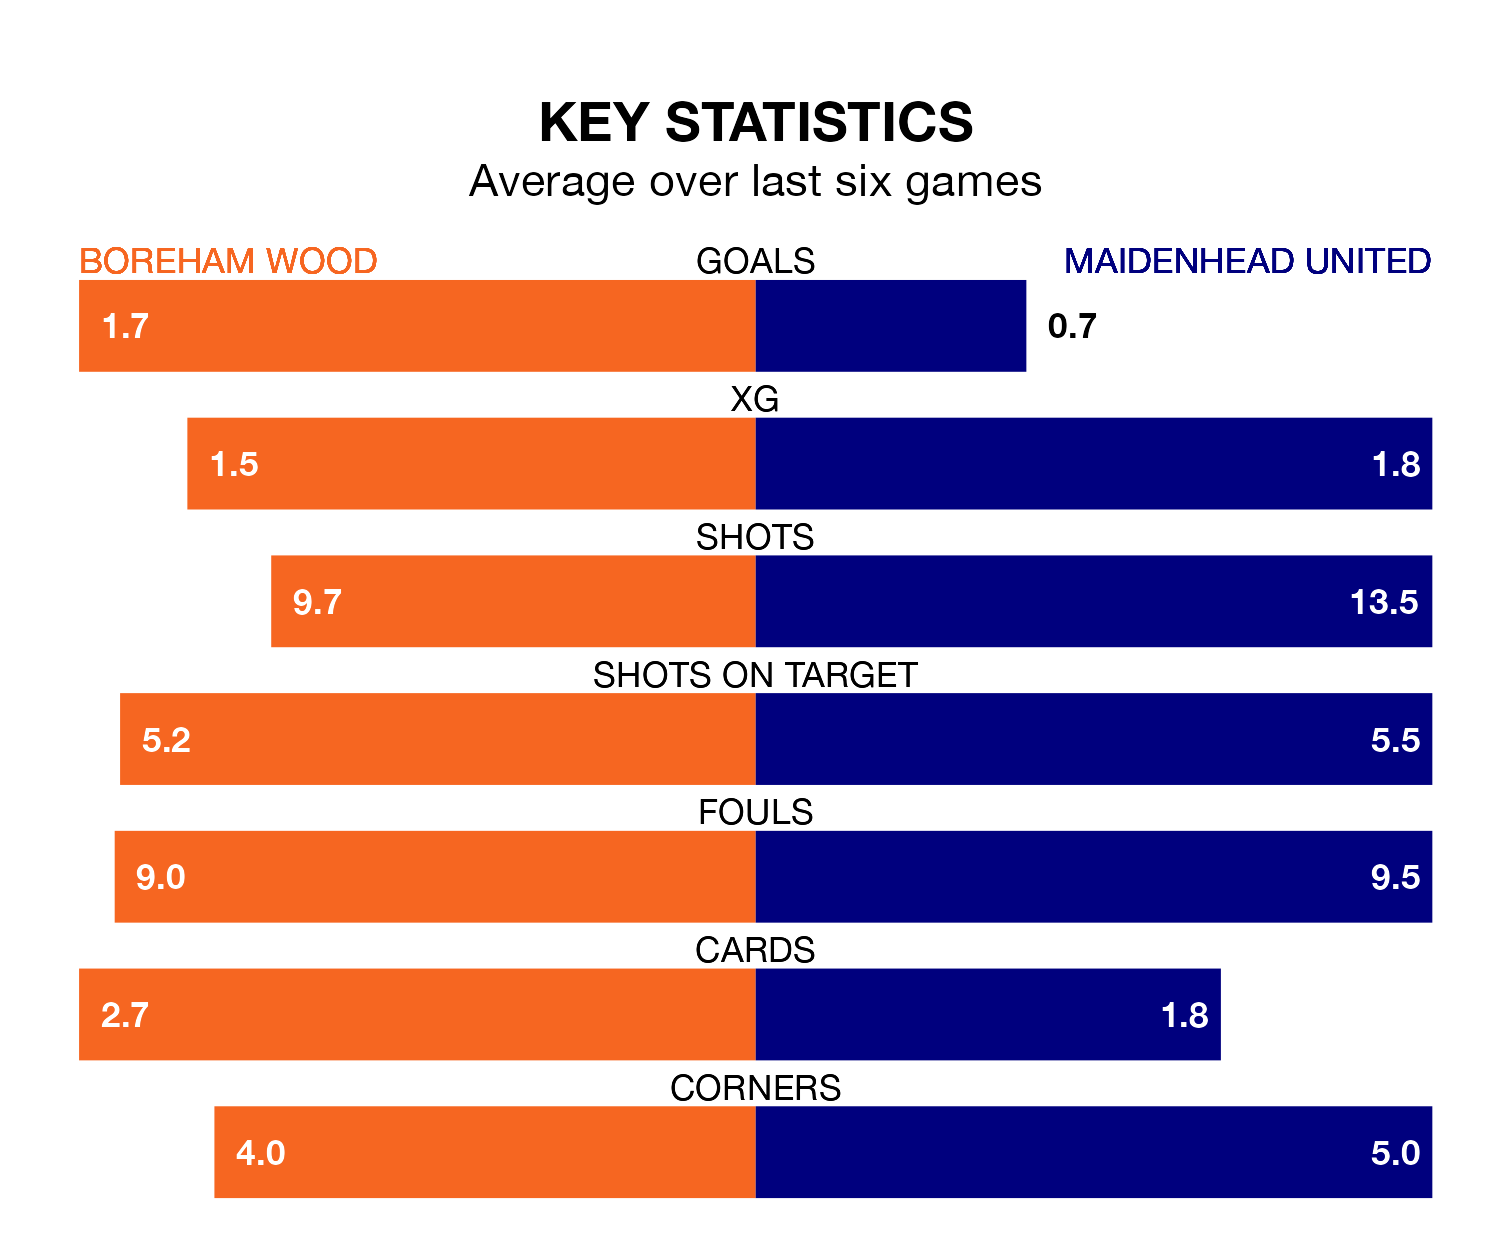 KEY STATISTICS
Average over last six games
BOREHAM WOOD GOALS MAIDENHEAD UNITED
1.7 0.7
XG
1.5 1.8
SHOTS
9.7 13.5
SHOTS ON TARGET
5.2 5.5
FOULS
9.0 9.5
CARDS
2.7 1.8
CORNERS
4.0 5.0